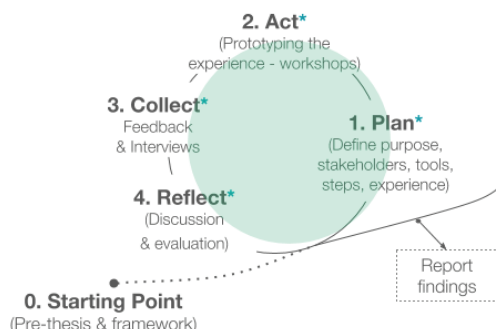 2. Act*
(Prototyping the
experience - workshops)
3. Collect*
Feedback
& Interviews
1. Plan*
(Define purpose,
stakeholders, tools,
steps, experience)
4. Reflect*
(Discussion
& evaluation)
Report
findings
0. Starting Point
(Pre-thesis & framework)